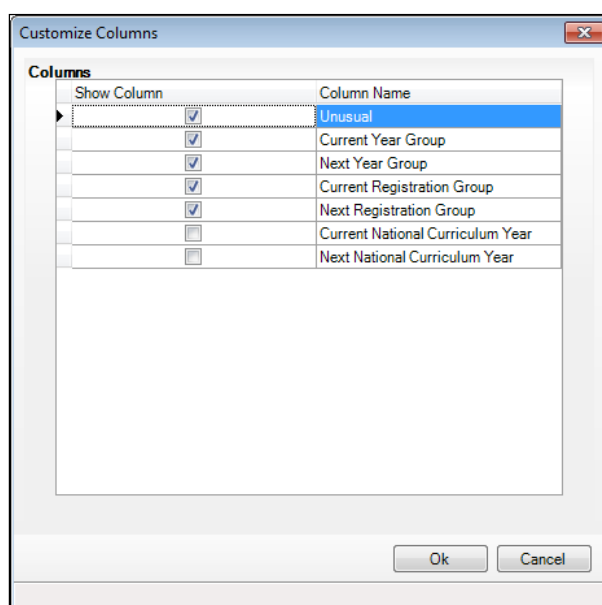 Customize Columns
Columns
Show Column Column Name
Unusual
Current Year Group
Next Year Group
Current Registration Group
Next Registration Group
Current National Curriculum Year
Next National Curriculum Year
Ok Cancel